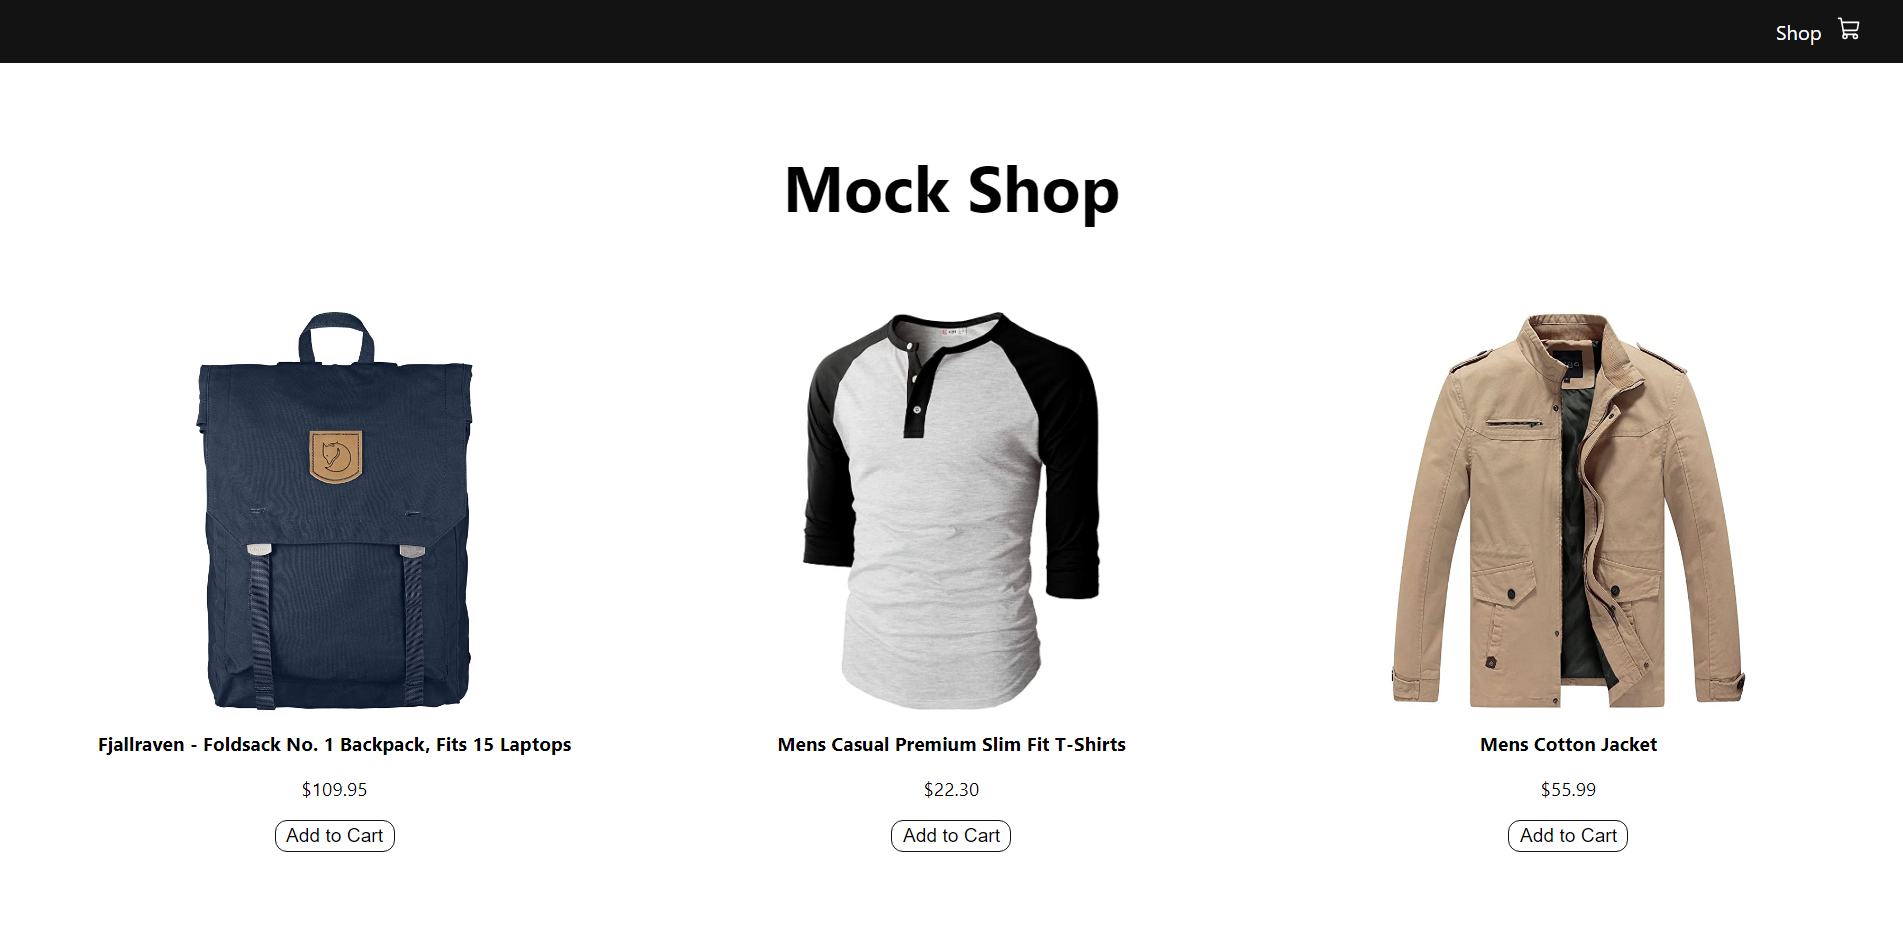 Shop
Mock Shop
Fjallraven - Foldsack No. 1 Backpack, Fits 15 Laptops
$109.95
Add to Cart
Mens Casual Premium Slim Fit T-Shirts
$22.30
Add to Cart
Mens Cotton Jacket
$55.99
Add to Cart